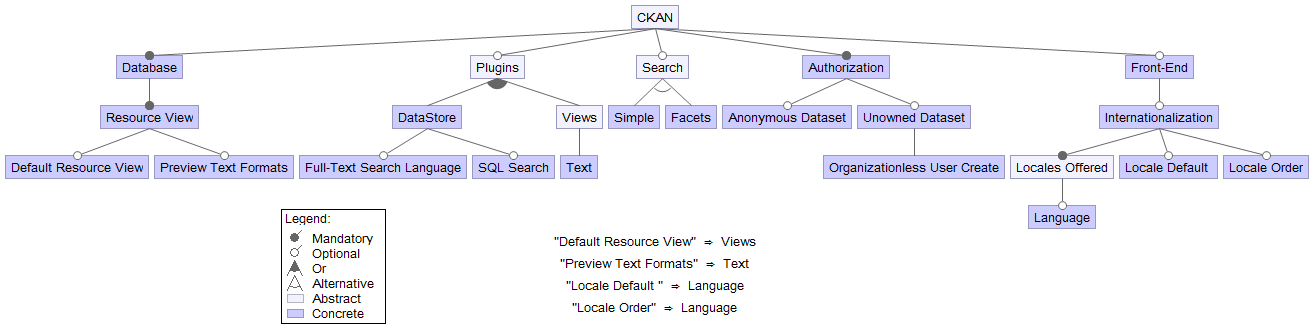 CKAN
Database Plugins Search Authorization Front-End
Resource View DataStore Views Simple Facets Anonymous Dataset Unowned Dataset Internationalization
Default Resource View Preview Text Formats Full-Text Search Language SQL Search Text Organizationless User Create Locales Offered Locale Default Locale Order
Language
Legend:
Mandatory
Optional
Or
Alternative
Abstract
Concrete
"Default Resource View" ⇒ Views
"Preview Text Formats" ⇒ Text
"Locale Default " ⇒ Language
"Locale Order" ⇒ Language